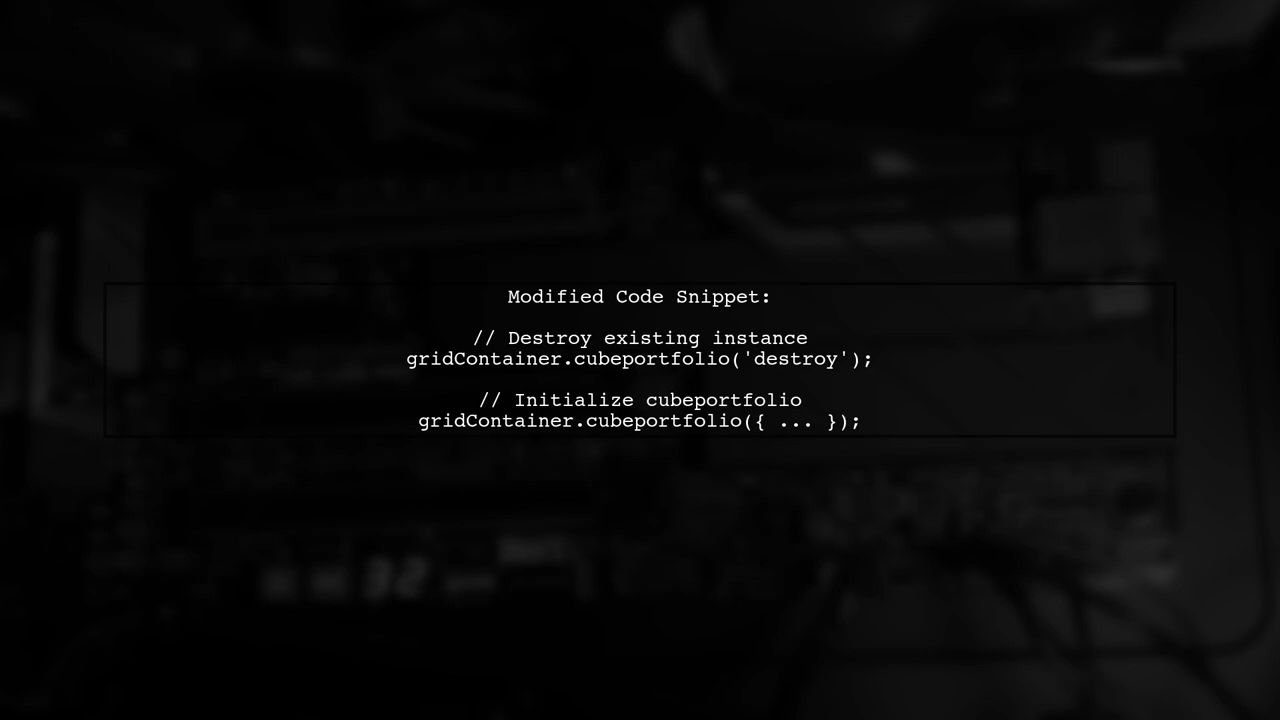 Modified Code Snippet:
// Destroy existing instance
gridContainer.cubeportfolio('destroy');
// Initialize cubeportfolio
gridContainer.cubeportfolio({ ... });